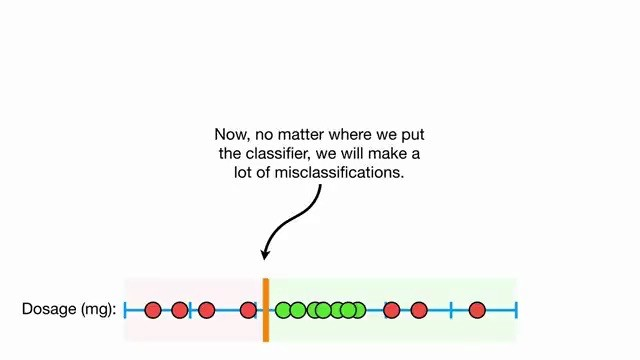 Now, no matter where we put
the classifier, we will make a
lot of misclassifications.
Dosage (mg):